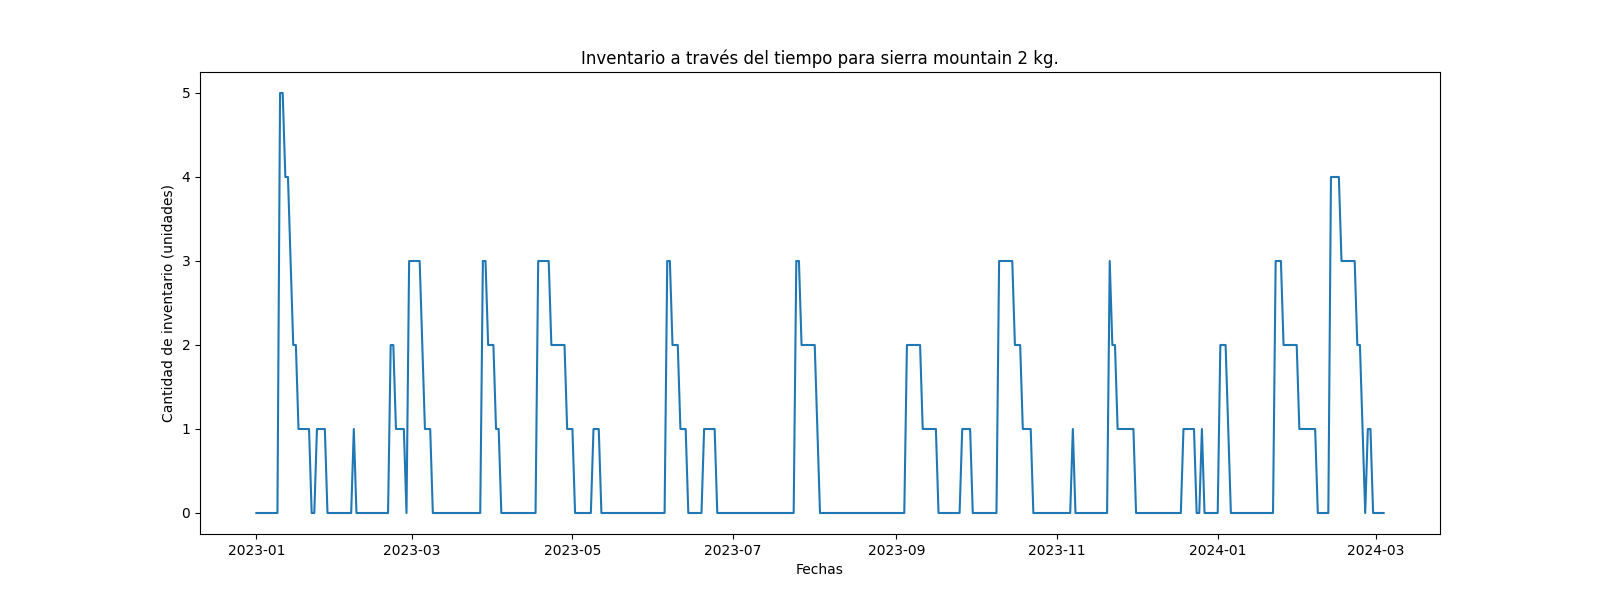 Inventario a través del tiempo para sierra mountain 2 kg.
Cantidad de inventario (unidades)
5
4
3
2
1
0
2023-01 2023-03 2023-05 2023-07 2023-09 2023-11 2024-01 2024-03
Fechas